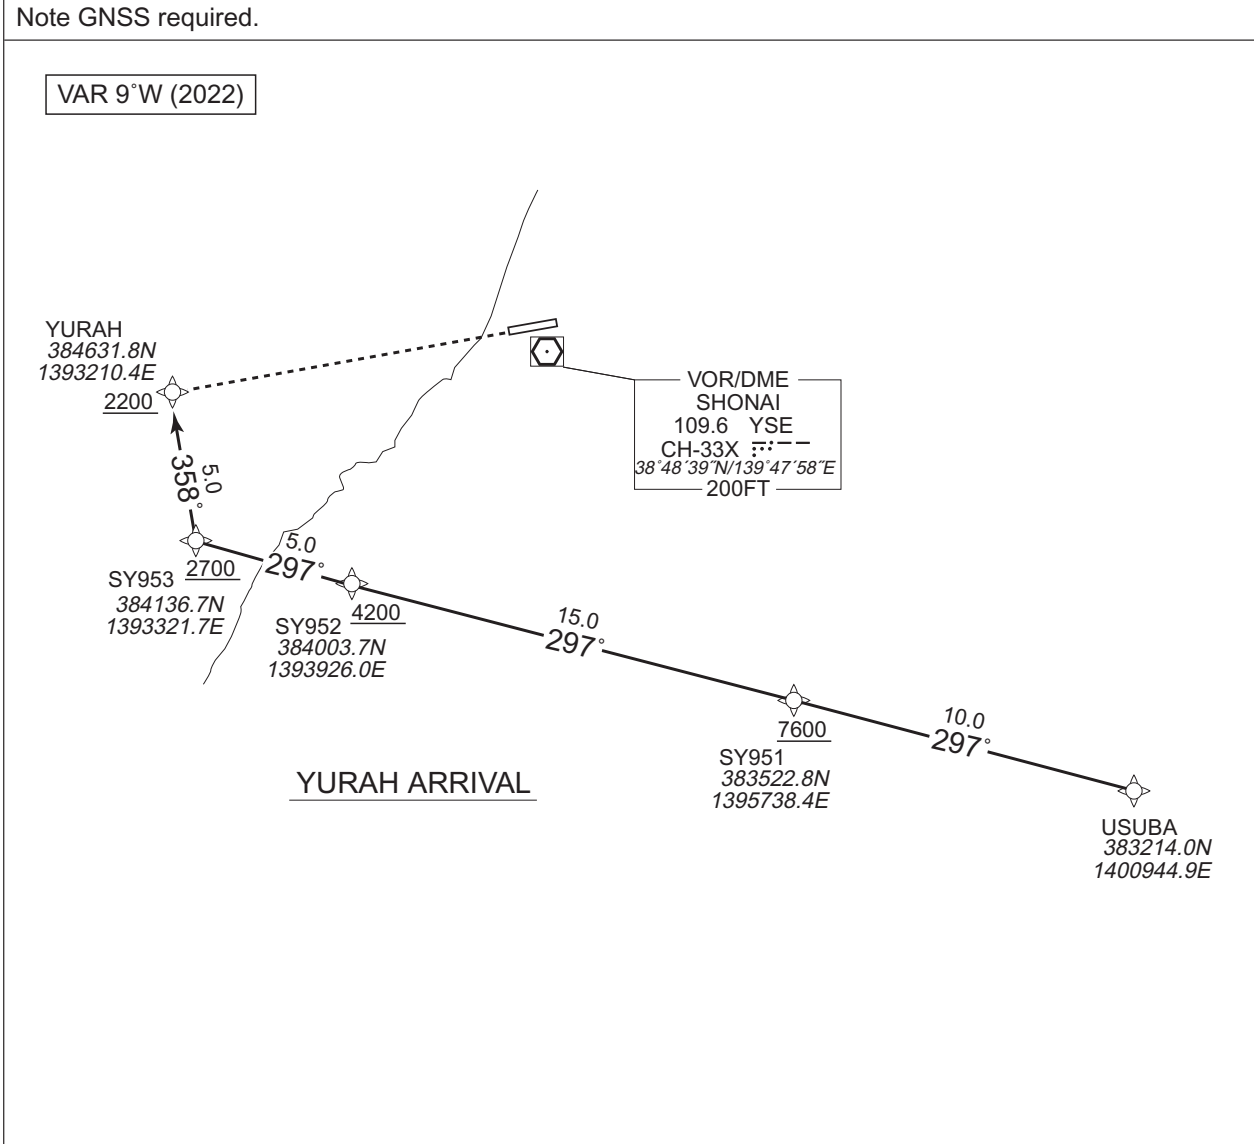 Note GNSS required.
VAR 9°W (2022)
YURAH
384631.8N
1393210.4E
2200
VOR/DME
SHONAI
109.6 YSE
CH-33X
38°48´39˝N/139°47´58˝E
200FT
5.0
358°
5.0
297°
2700
SY953
384136.7N
1393321.7E
4200
SY952
384003.7N
1393926.0E
15.0
297°
7600
SY951
383522.8N
1395738.4E
10.0
297°
USUBA
383214.0N
1400944.9E
YURAH ARRIVAL